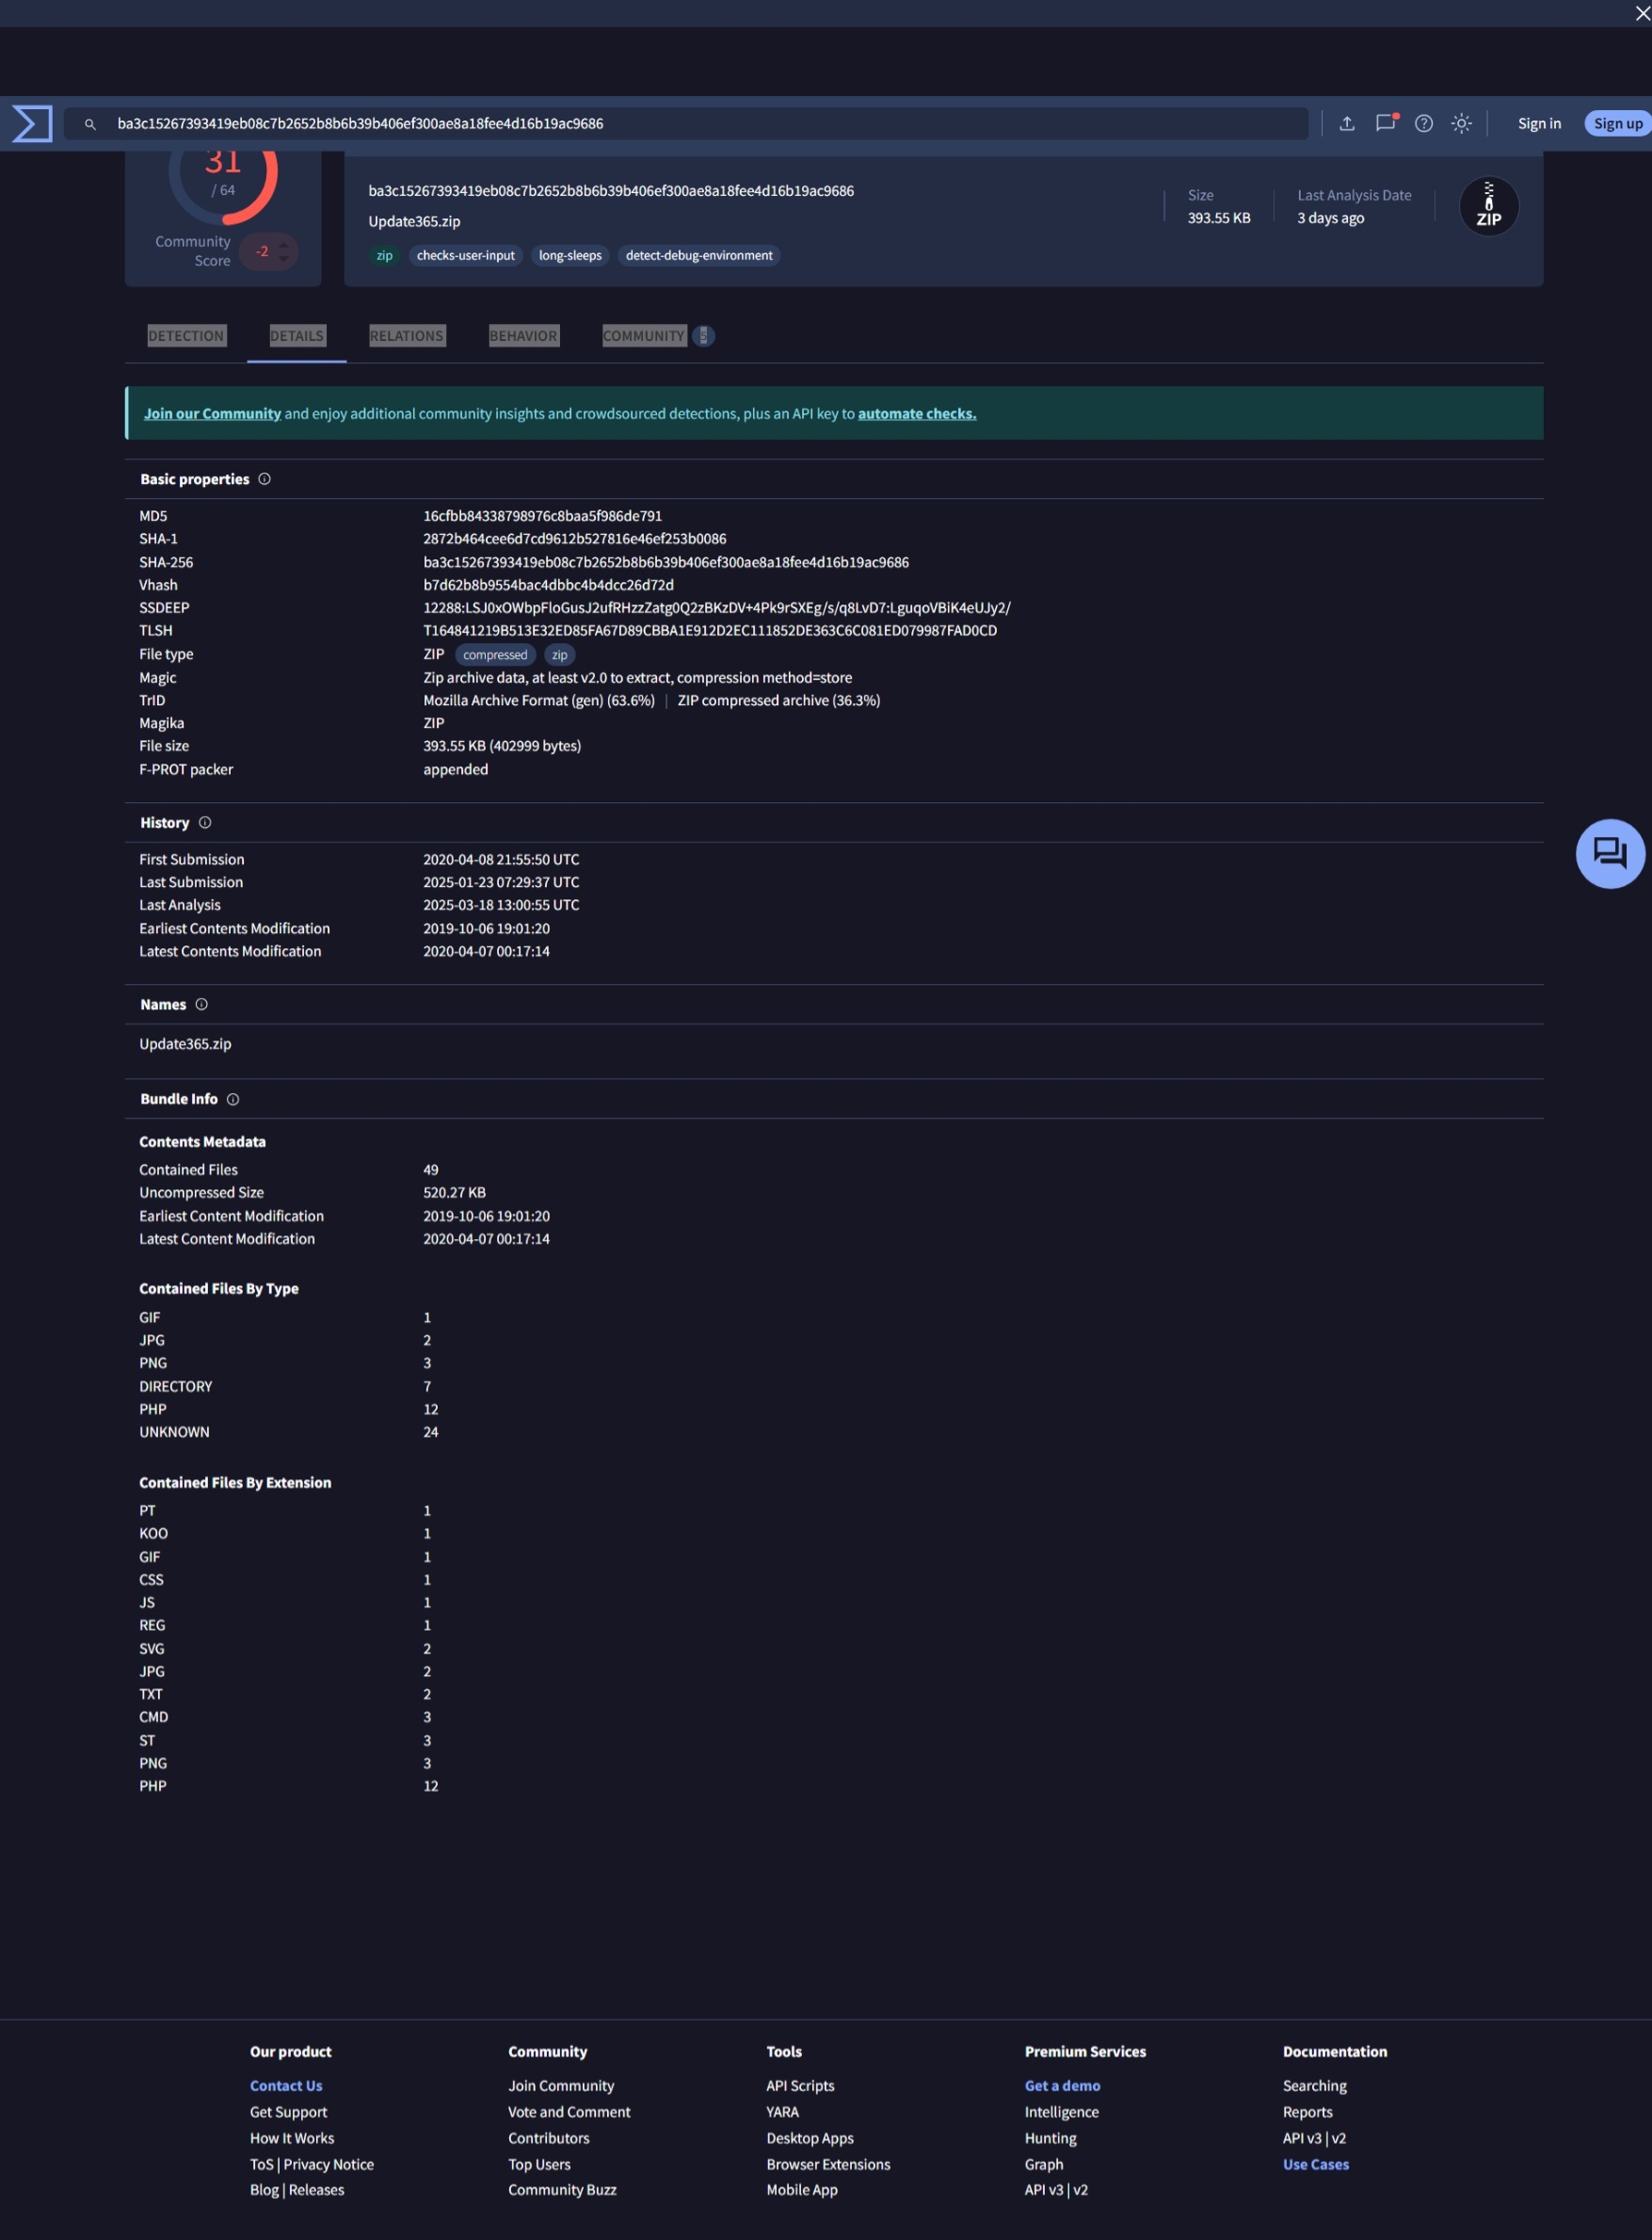 ba3c15267393419eb08c7b2652b8b6b39b406ef300ae8a18fee4d16b19ac9686
Sign in
Sign up
31
/ 64
Community Score
-2
ba3c15267393419eb08c7b2652b8b6b39b406ef300ae8a18fee4d16b19ac9686
Update365.zip
zip checks-user-input long-sleeps detect-debug-environment
Size
393.55 KB
Last Analysis Date
3 days ago
ZIP
DETECTION DETAILS RELATIONS BEHAVIOR COMMUNITY
Join our Community and enjoy additional community insights and crowdsourced detections, plus an API key to automate checks.
Basic properties
MD5 16cfbb84338798976c8baa5f986de791
SHA-1 2872b464cee6d7cd9612b527816e46ef253b0086
SHA-256 ba3c15267393419eb08c7b2652b8b6b39b406ef300ae8a18fee4d16b19ac9686
Vhash b7d62b8b9554bac4dbbc4b4dcc26d72d
SSDEEP 12288:LSJ0xOWbpFloGusJ2ufRHzzZatg0Q2zBKzDV+4Pk9rSXEg/s/q8LvD7:LguqoVBiK4eUJy2/
TLSH T164841219B513E32ED85FA67D89CBBA1E912D2EC111852DE363C6C081ED079987FAD0CD
File type ZIP compressed zip
Magic Zip archive data, at least v2.0 to extract, compression method=store
TrID Mozilla Archive Format (gen) (63.6%) | ZIP compressed archive (36.3%)
Magika ZIP
File size 393.55 KB (402999 bytes)
F-PROT packer appended
History
First Submission 2020-04-08 21:55:50 UTC
Last Submission 2025-01-23 07:29:37 UTC
Last Analysis 2025-03-18 13:00:55 UTC
Earliest Contents Modification 2019-10-06 19:01:20
Latest Contents Modification 2020-04-07 00:17:14
Names
Update365.zip
Bundle Info
Contents Metadata
Contained Files 49
Uncompressed Size 520.27 KB
Earliest Content Modification 2019-10-06 19:01:20
Latest Content Modification 2020-04-07 00:17:14
Contained Files By Type
GIF 1
JPG 2
PNG 3
DIRECTORY 7
PHP 12
UNKNOWN 24
Contained Files By Extension
PT 1
KOO 1
GIF 1
CSS 1
JS 1
REG 1
SVG 2
JPG 2
TXT 2
CMD 3
ST 3
PNG 3
PHP 12
Our product
Contact Us
Get Support
How It Works
ToS | Privacy Notice
Blog | Releases
Community
Join Community
Vote and Comment
Contributors
Top Users
Community Buzz
Tools
API Scripts
YARA
Desktop Apps
Browser Extensions
Mobile App
Premium Services
Get a demo
Intelligence
Hunting
Graph
API v3 | v2
Documentation
Searching
Reports
API v3 | v2
Use Cases